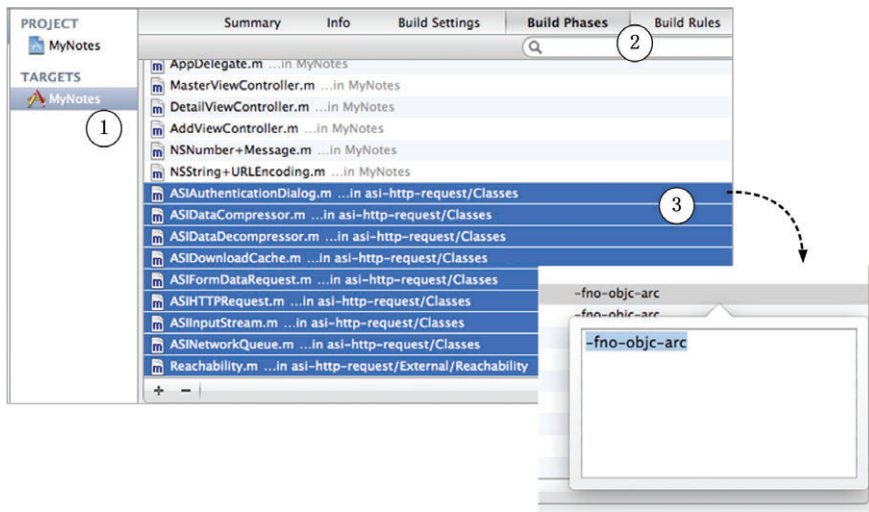 PROJECT
MyNotes
TARGETS
MyNotes
1
Summary Info Build Settings Build Phases Build Rules
2
AppDelegate.m ...in MyNotes
MasterViewController.m ...in MyNotes
DetailViewController.m ...in MyNotes
AddViewController.m ...in MyNotes
NSNumber+Message.m ...in MyNotes
NSString+URLEncoding.m ...in MyNotes
ASIAuthenticationDialog.m ...in asi-http-request/Classes
3
ASIDataCompressor.m ...in asi-http-request/Classes
ASIDataDecompressor.m ...in asi-http-request/Classes
ASIDownloadCache.m ...in asi-http-request/Classes
ASIFormDataRequest.m ...in asi-http-request/Classes
ASIHTTPRequest.m ...in asi-http-request/Classes
ASIInputStream.m ...in asi-http-request/Classes
ASINetworkQueue.m ...in asi-http-request/Classes
Reachability.m ...in asi-http-request/External/Reachability
+ −
-fno-objc-arc
-fno-objc-arc
-fno-objc-arc